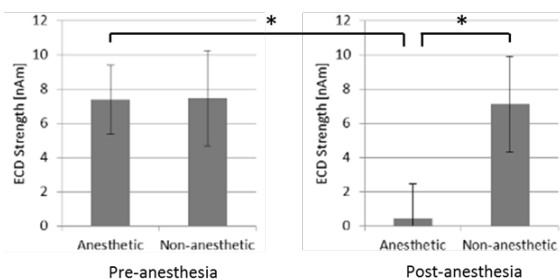 *
*
12
10
8
6
4
2
0
ECD Strength [nAm]
Anesthetic Non-anesthetic
Pre-anesthesia
12
10
8
6
4
2
0
ECD Strength [nAm]
Anesthetic Non-anesthetic
Post-anesthesia